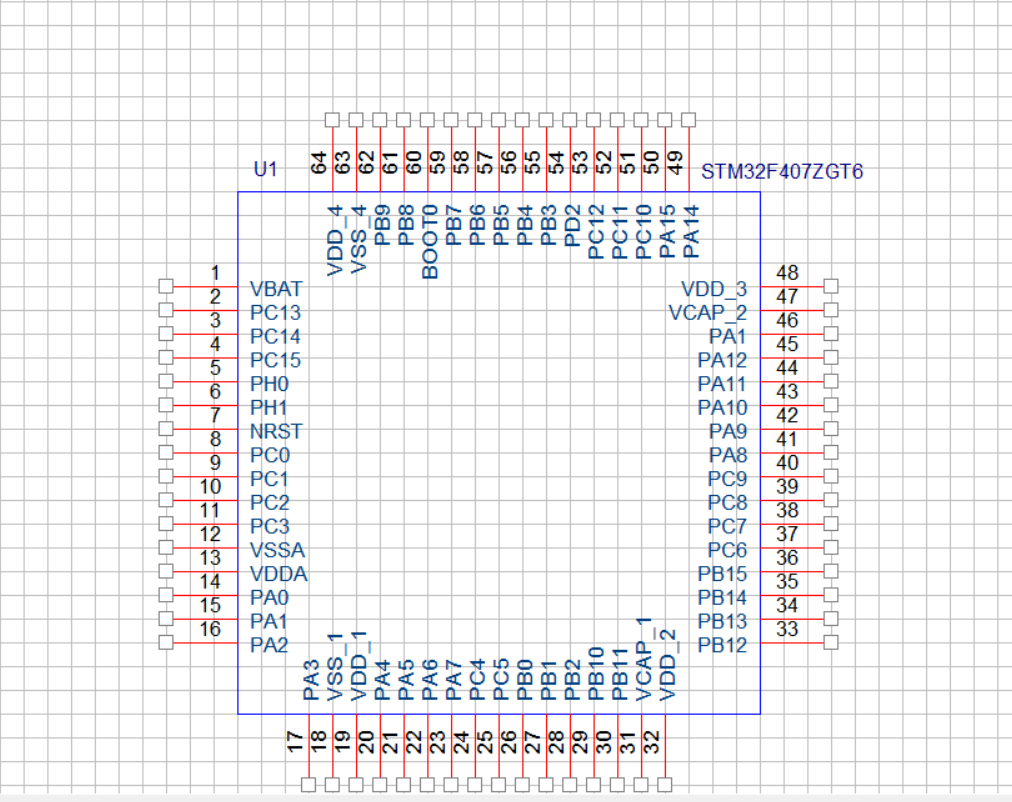 64 63 62 61 60 59 58 57 56 55 54 53 52 51 50 49
U1 STM32F407ZGT6
VDD_4 VSS_4 PB9 PB8 BOOT0 PB7 PB6 PB5 PB4 PB3 PD2 PC12 PC11 PC10 PA15 PA14
1 VBAT VDD_3 48
2 PC13 VCAP_2 47
3 PC14 PA1 46
4 PC15 PA12 45
5 PH0 PA11 44
6 PH1 PA10 43
7 NRST PA9 42
8 PC0 PA8 41
9 PC1 PC9 40
10 PC2 PC8 39
11 PC3 PC7 38
12 VSSA PC6 37
13 VDDA PB15 36
14 PA0 PB14 35
15 PA1 PB13 34
16 PA2 PB12 33
PA3 VSS_1 VDD_1 PA4 PA5 PA6 PA7 PC4 PC5 PB0 PB1 PB2 PB10 PB11 VCAP_1 VDD_2
17 18 19 20 21 22 23 24 25 26 27 28 29 30 31 32